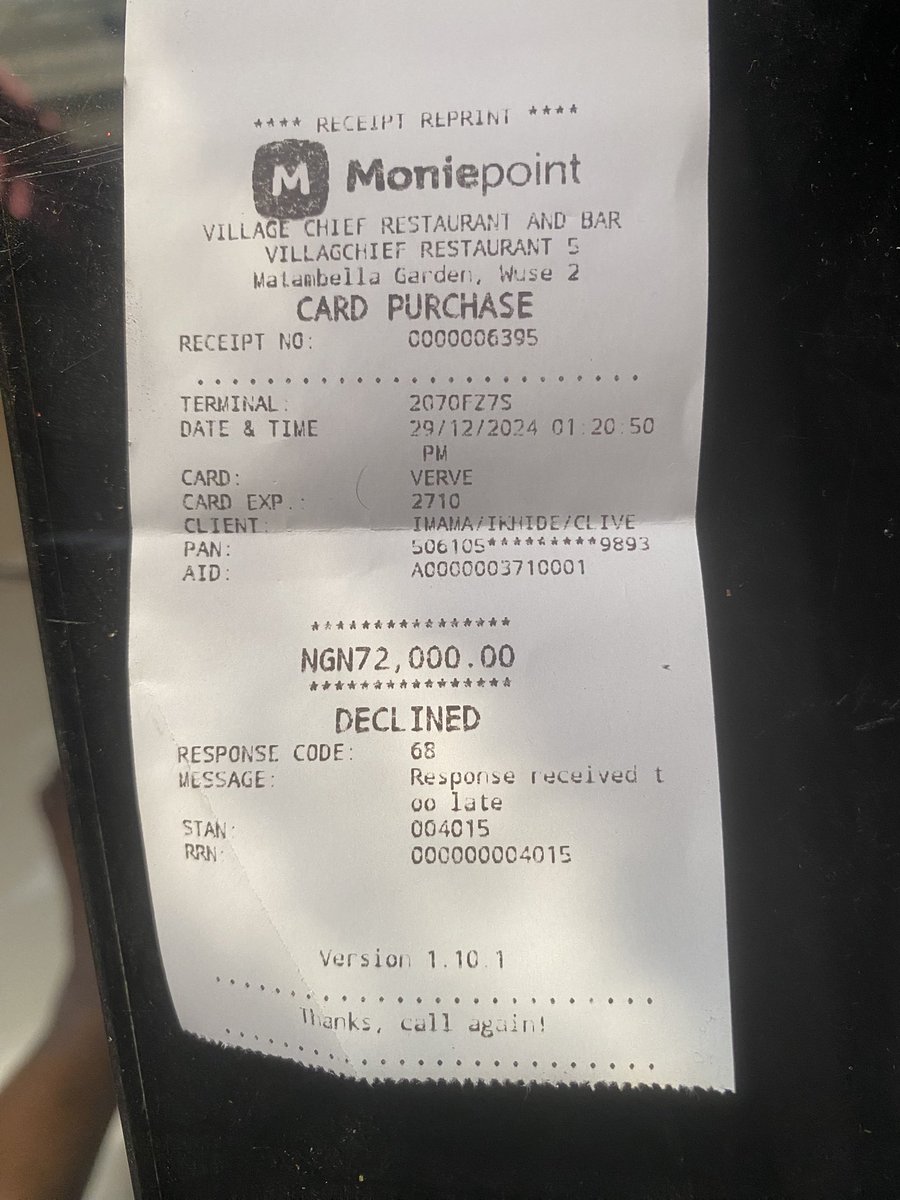 **** RECEIPT REPRINT ****
M Moniepoint
VILLAGE CHIEF RESTAURANT AND BAR
VILLAGCHIEF RESTAURANT 5
Matambella Garden, Wuse 2
CARD PURCHASE
RECEIPT NO: 0000006395
TERMINAL: 2070FZ7S
DATE & TIME 29/12/2024 01:20:50
PM
CARD: VERVE
CARD EXP.: 2710
CLIENT: IMAMA/IKHIDE/CLIVE
PAN: 506105*********9893
AID: A0000003710001
****************
NGN72,000.00
****************
DECLINED
RESPONSE CODE: 68
MESSAGE: Response received t
oo late
STAN: 004015
RRN: 000000004015
Version 1.10.1
Thanks, call again!